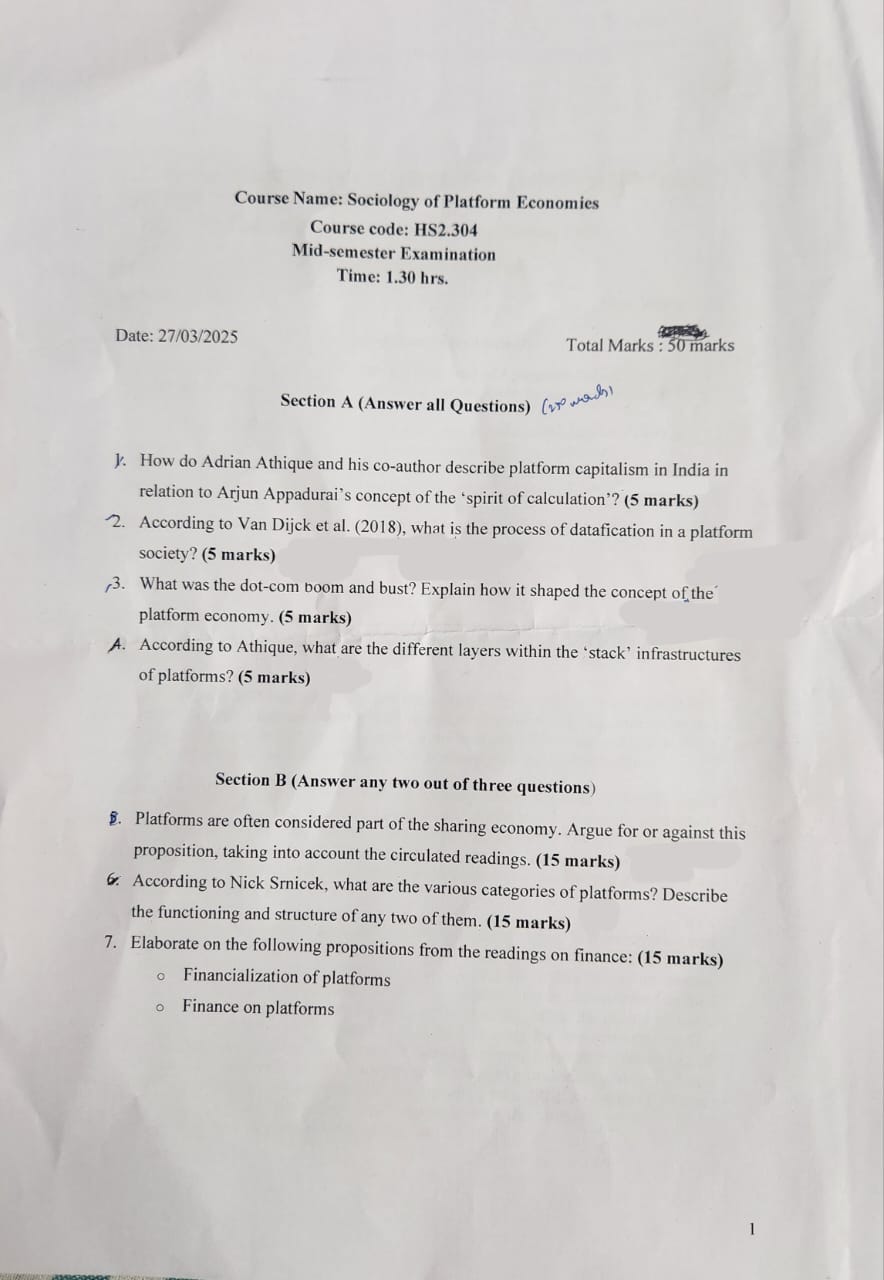 Course Name: Sociology of Platform Economies
Course code: HS2.304
Mid-semester Examination
Time: 1.30 hrs.
Date: 27/03/2025
Total Marks : 50 marks
Section A (Answer all Questions)
1. How do Adrian Athique and his co-author describe platform capitalism in India in
relation to Arjun Appadurai's concept of the ‘spirit of calculation’? (5 marks)
2. According to Van Dijck et al. (2018), what is the process of datafication in a platform
society? (5 marks)
3. What was the dot-com boom and bust? Explain how it shaped the concept of the
platform economy. (5 marks)
4. According to Athique, what are the different layers within the ‘stack’ infrastructures
of platforms? (5 marks)
Section B (Answer any two out of three questions)
5. Platforms are often considered part of the sharing economy. Argue for or against this
proposition, taking into account the circulated readings. (15 marks)
6. According to Nick Srnicek, what are the various categories of platforms? Describe
the functioning and structure of any two of them. (15 marks)
7. Elaborate on the following propositions from the readings on finance: (15 marks)
o Financialization of platforms
o Finance on platforms
1